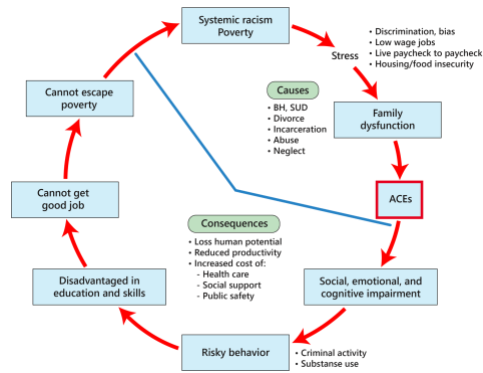 Systemic racism
Poverty
Stress
• Discrimination, bias
• Low wage jobs
• Live paycheck to paycheck
• Housing/food insecurity
Causes
• BH, SUD
• Divorce
• Incarceration
• Abuse
• Neglect
Family
dysfunction
ACEs
Social, emotional, and
cognitive impairment
Consequences
• Loss human potential
• Reduced productivity
• Increased cost of:
- Health care
- Social support
- Public safety
Risky behavior
• Criminal activity
• Substanse use
Disadvantaged in
education and skills
Cannot get
good job
Cannot escape
poverty